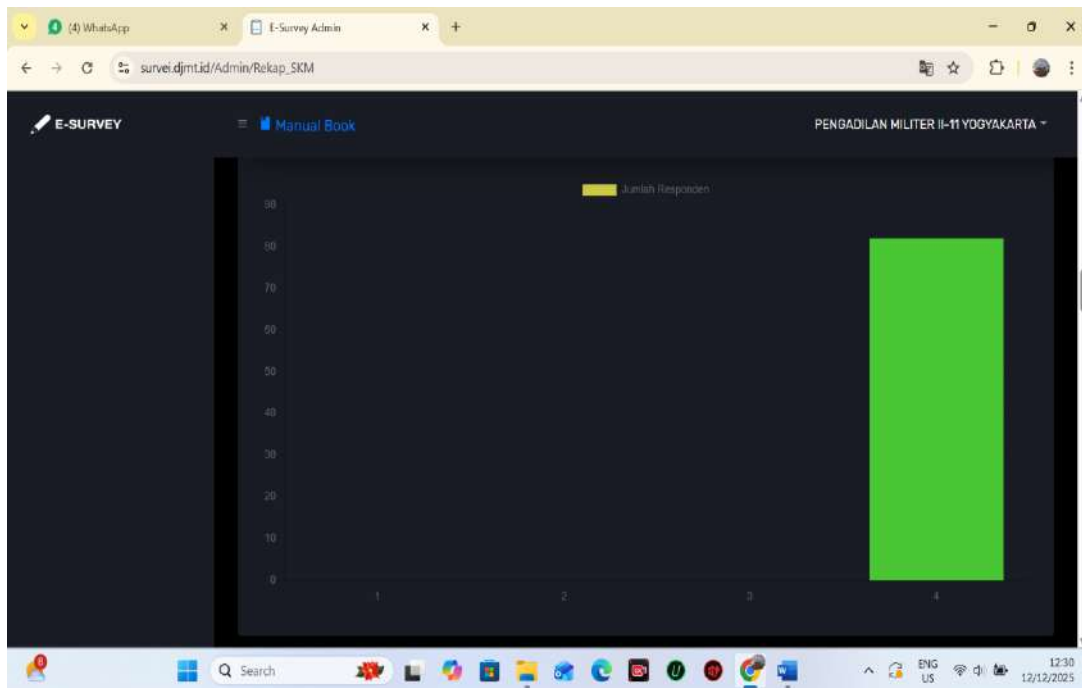 (4) WhatsApp
E-Survey Admin
survei.djmt.id/Admin/Rekap_SKM
E-SURVEY
Manual Book
PENGADILAN MILITER II-11 YOGYAKARTA
Jumlah Responden
90
80
70
60
50
40
30
20
10
0
1 2 3 4
Search
ENG
US
12:30
12/12/2025